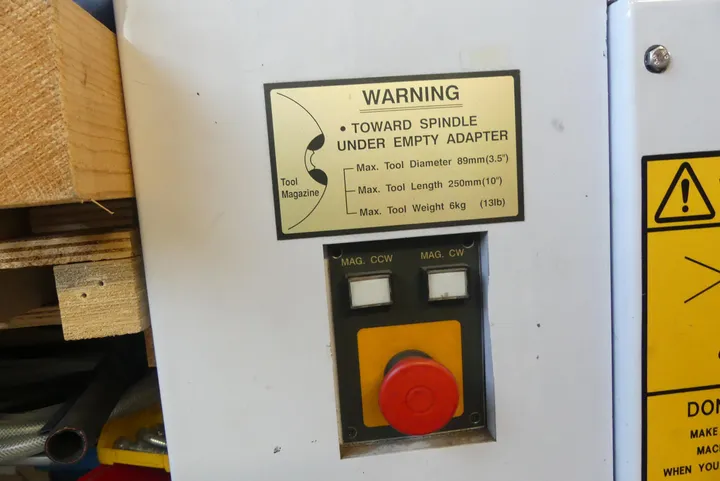 WARNING
• TOWARD SPINDLE
UNDER EMPTY ADAPTER
Max. Tool Diameter 89mm(3.5")
Max. Tool Length 250mm(10")
Max. Tool Weight 6kg (13lb)
Tool
Magazine
MAG. CCW
MAG. CW
DON
MAKE
MAC
WHEN YOU